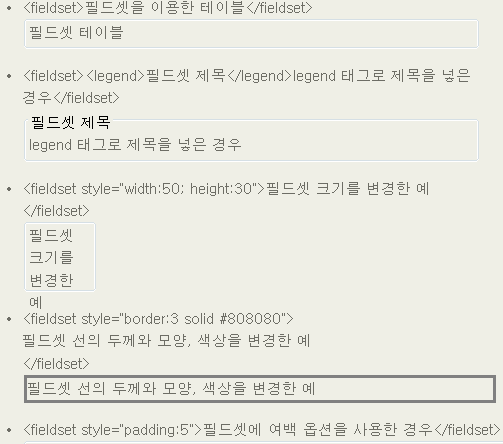 • <fieldset>필드셋을 이용한 테이블</fieldset>
필드셋 테이블
• <fieldset><legend>필드셋 제목</legend>legend 태그로 제목을 넣은
경우</fieldset>
필드셋 제목
legend 태그로 제목을 넣은 경우
• <fieldset style="width:50; height:30">필드셋 크기를 변경한 예
</fieldset>
필드셋
크기를
변경한
예
• <fieldset style="border:3 solid #808080">
필드셋 선의 두께와 모양, 색상을 변경한 예
</fieldset>
필드셋 선의 두께와 모양, 색상을 변경한 예
• <fieldset style="padding:5">필드셋에 여백 옵션을 사용한 경우</fieldset>